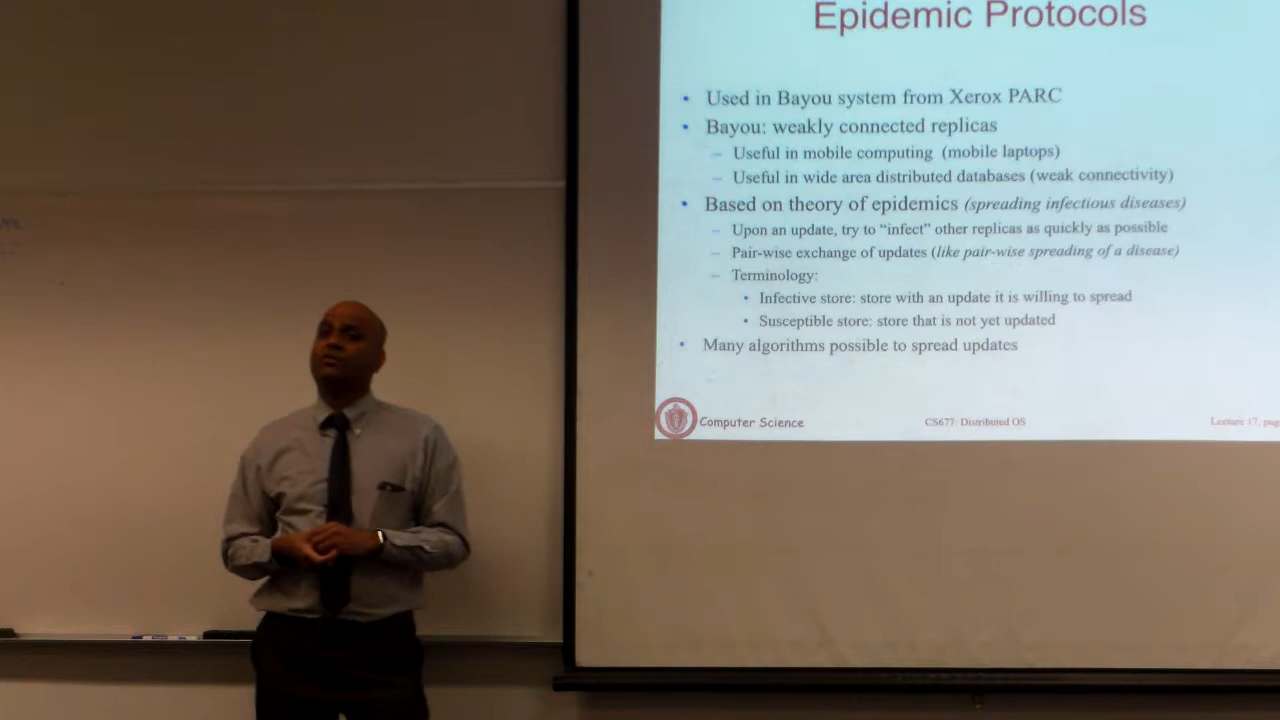 Epidemic Protocols
• Used in Bayou system from Xerox PARC
• Bayou: weakly connected replicas
– Useful in mobile computing (mobile laptops)
– Useful in wide area distributed databases (weak connectivity)
• Based on theory of epidemics (spreading infectious diseases)
– Upon an update, try to “infect” other replicas as quickly as possible
– Pair-wise exchange of updates (like pair-wise spreading of a disease)
– Terminology:
• Infective store: store with an update it is willing to spread
• Susceptible store: store that is not yet updated
• Many algorithms possible to spread updates
Computer Science CS677: Distributed OS Lecture 17, pag